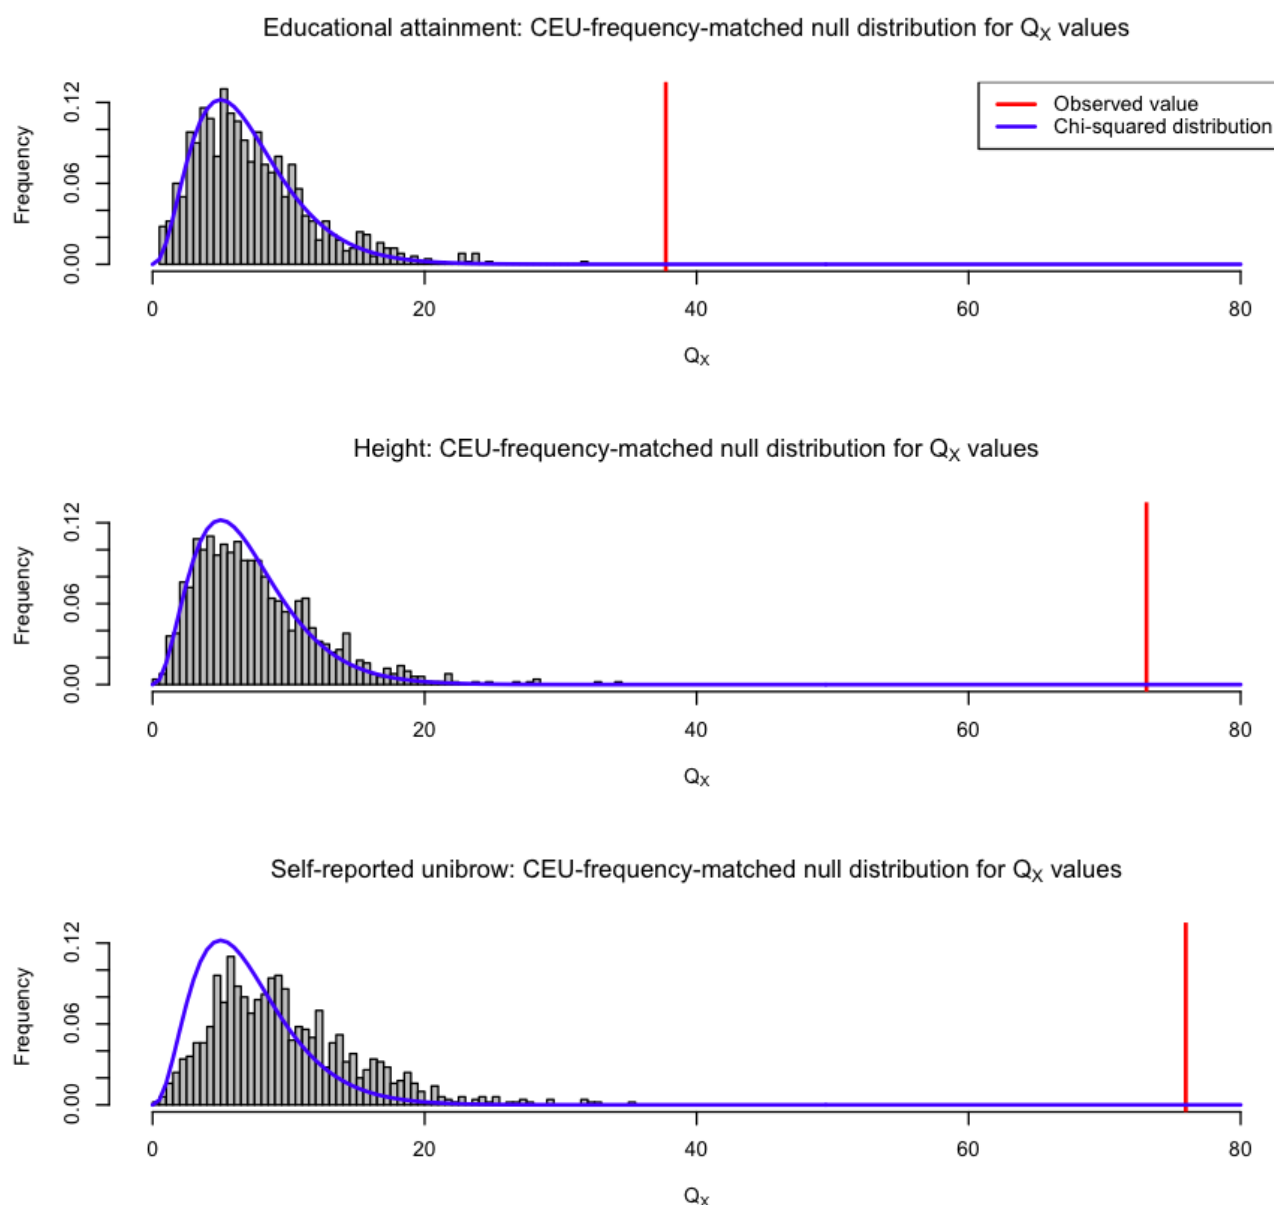 Educational attainment: CEU-frequency-matched null distribution for QX values
Observed value
Chi-squared distribution
Frequency
0.00 0.06 0.12
0 20 40 60 80
QX
Height: CEU-frequency-matched null distribution for QX values
Frequency
0.00 0.06 0.12
0 20 40 60 80
QX
Self-reported unibrow: CEU-frequency-matched null distribution for QX values
Frequency
0.00 0.06 0.12
0 20 40 60 80
QX